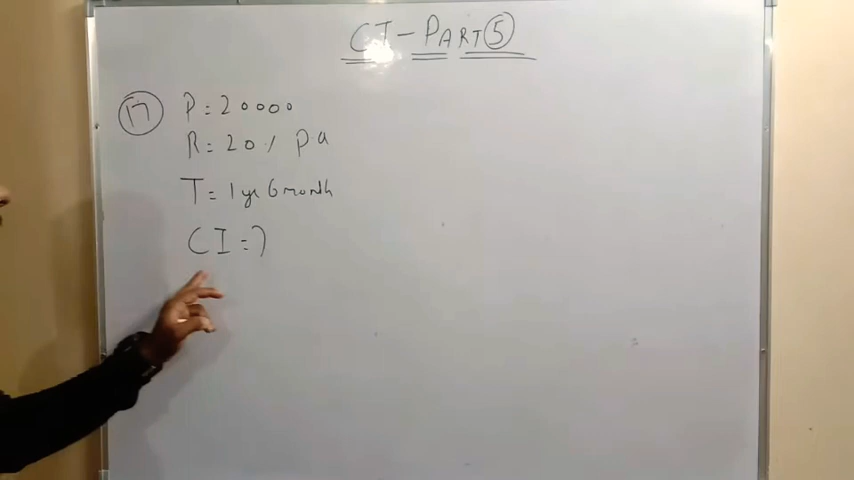 CI - PART 5
17 P = 20000
R = 20 % Pa
T = 1 yr 6 month
CI = ?